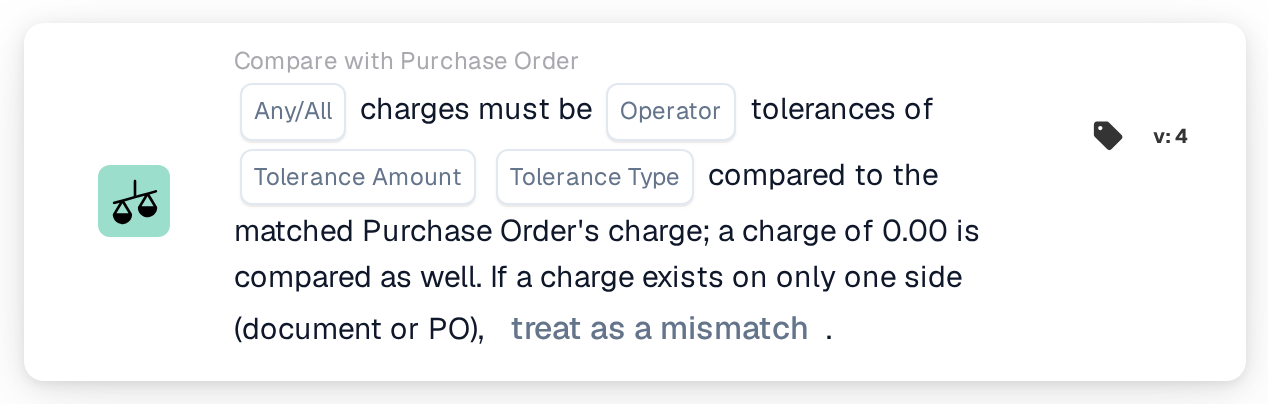 Compare with Purchase Order
Any/All charges must be Operator tolerances of
Tolerance Amount Tolerance Type compared to the
matched Purchase Order's charge; a charge of 0.00 is
compared as well. If a charge exists on only one side
(document or PO), treat as a mismatch .
v: 4